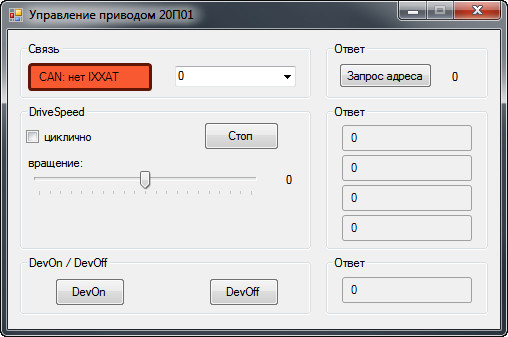 Управление приводом 20П01
Связь
CAN: нет IXXAT
0
Ответ
Запрос адреса
0
DriveSpeed
циклично
Стоп
вращение:
0
Ответ
0
0
0
0
DevOn / DevOff
DevOn
DevOff
Ответ
0